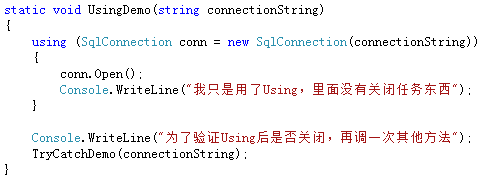 static void UsingDemo(string connectionString)
{
    using (SqlConnection conn = new SqlConnection(connectionString))
    {
        conn.Open();
        Console.WriteLine("我只是用了Using，里面没有关闭任务东西");
    }

    Console.WriteLine("为了验证Using后是否关闭，再调一次其他方法");
    TryCatchDemo(connectionString);
}